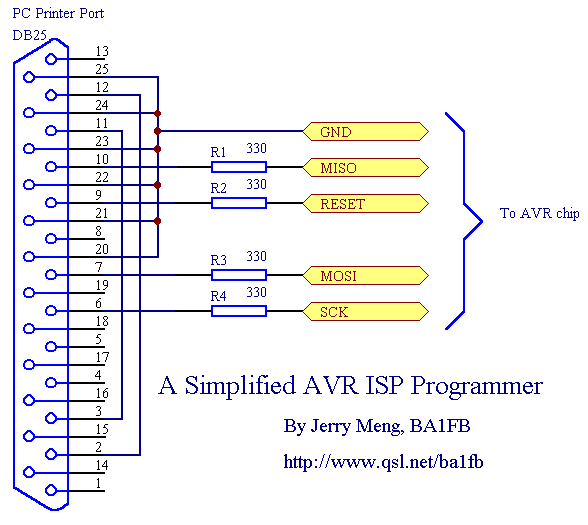 PC Printer Port
DB25
13
25
12
24
11
23
10
22
9
21
8
20
7
19
6
18
5
17
4
16
3
15
2
14
1
R1 330
R2 330
R3 330
R4 330
GND
MISO
RESET
MOSI
SCK
To AVR chip
A Simplified AVR ISP Programmer
By Jerry Meng, BA1FB
http://www.qsl.net/ba1fb